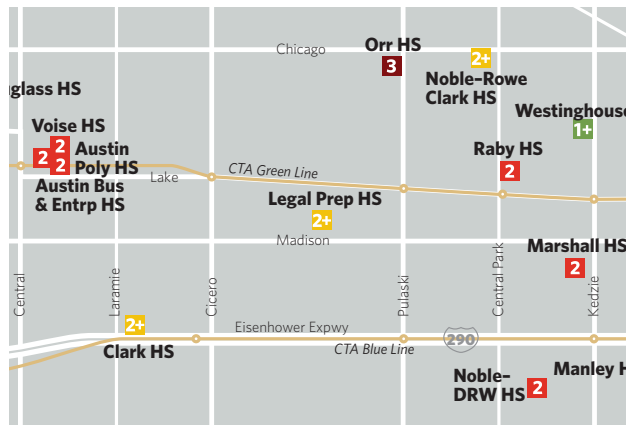 Chicago
Orr HS
3
2+
Noble–Rowe
Clark HS
glass HS
Westinghouse
1+
Voise HS
2
2
2
Austin
Poly HS
Austin Bus
& Entrp HS
Raby HS
2
CTA Green Line
Lake
Legal Prep HS
2+
Madison
Marshall HS
2
Central
Laramie
Cicero
Pulaski
Central Park
Kedzie
2+
Clark HS
Eisenhower Expwy
CTA Blue Line
290
Noble–
DRW HS
2
Manley H